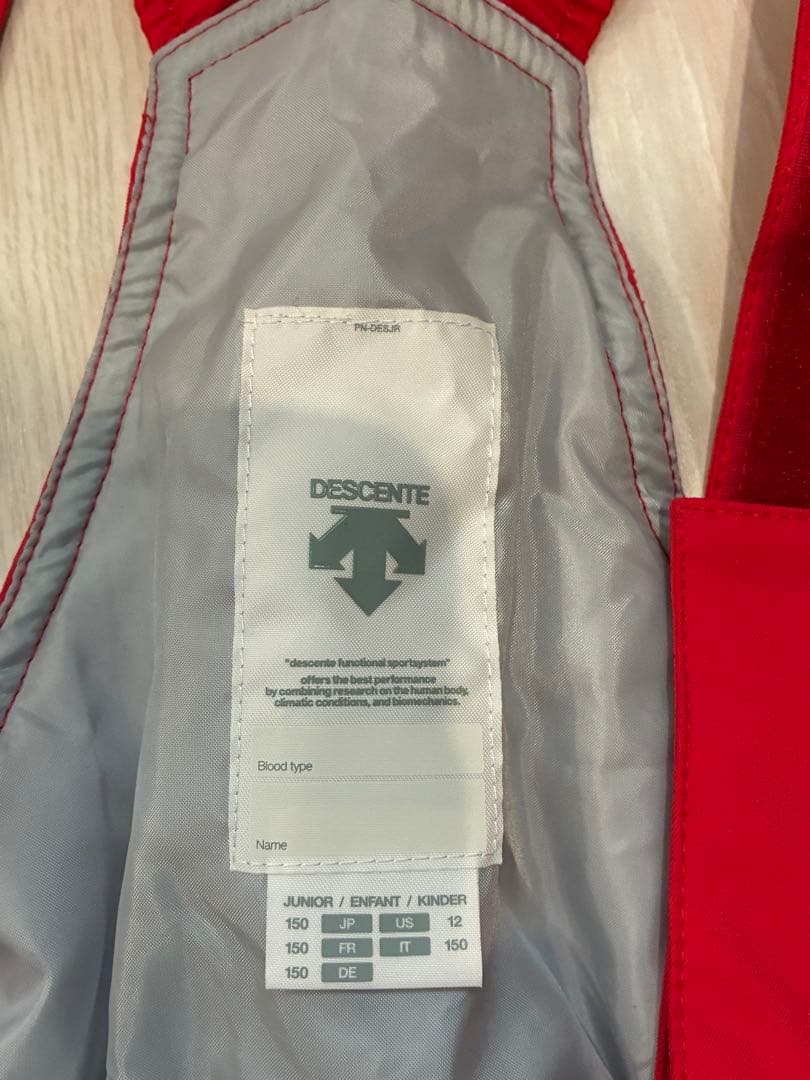 PN-DESJR
DESCENTE
"descente functional sportsystem"
offers the best performance
by combining research on the human body,
climatic conditions, and biomechanics.
Blood type
Name
JUNIOR / ENFANT / KINDER
150 JP US 12
150 FR IT 150
150 DE